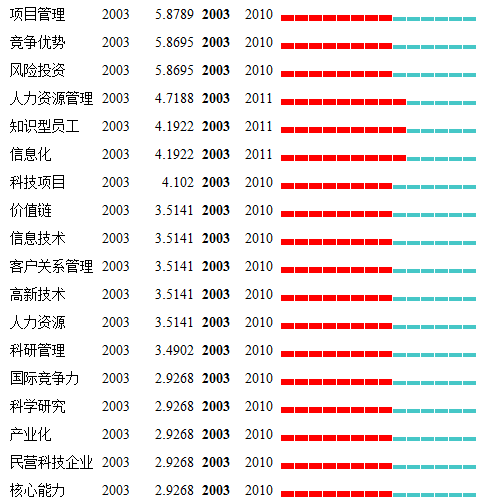 项目管理 2003 5.8789 2003 2010
竞争优势 2003 5.8695 2003 2010
风险投资 2003 5.8695 2003 2010
人力资源管理 2003 4.7188 2003 2011
知识型员工 2003 4.1922 2003 2011
信息化 2003 4.1922 2003 2011
科技项目 2003 4.102 2003 2010
价值链 2003 3.5141 2003 2010
信息技术 2003 3.5141 2003 2010
客户关系管理 2003 3.5141 2003 2010
高新技术 2003 3.5141 2003 2010
人力资源 2003 3.5141 2003 2010
科研管理 2003 3.4902 2003 2010
国际竞争力 2003 2.9268 2003 2010
科学研究 2003 2.9268 2003 2010
产业化 2003 2.9268 2003 2010
民营科技企业 2003 2.9268 2003 2010
核心能力 2003 2.9268 2003 2010